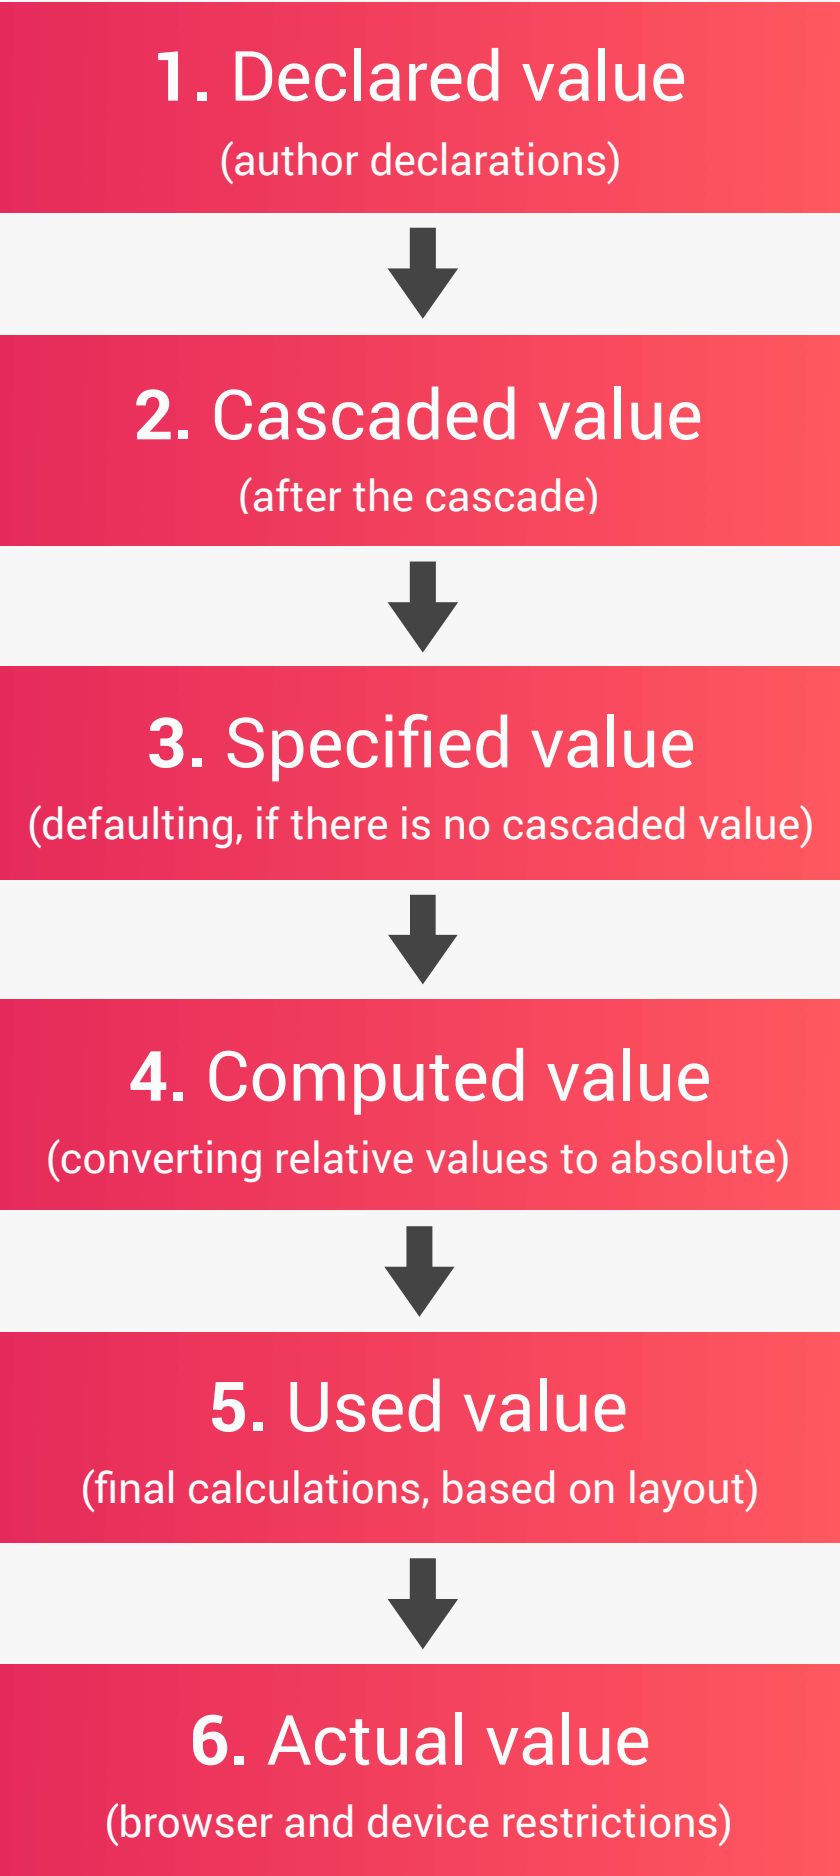 1. Declared value
(author declarations)
2. Cascaded value
(after the cascade)
3. Specified value
(defaulting, if there is no cascaded value)
4. Computed value
(converting relative values to absolute)
5. Used value
(final calculations, based on layout)
6. Actual value
(browser and device restrictions)